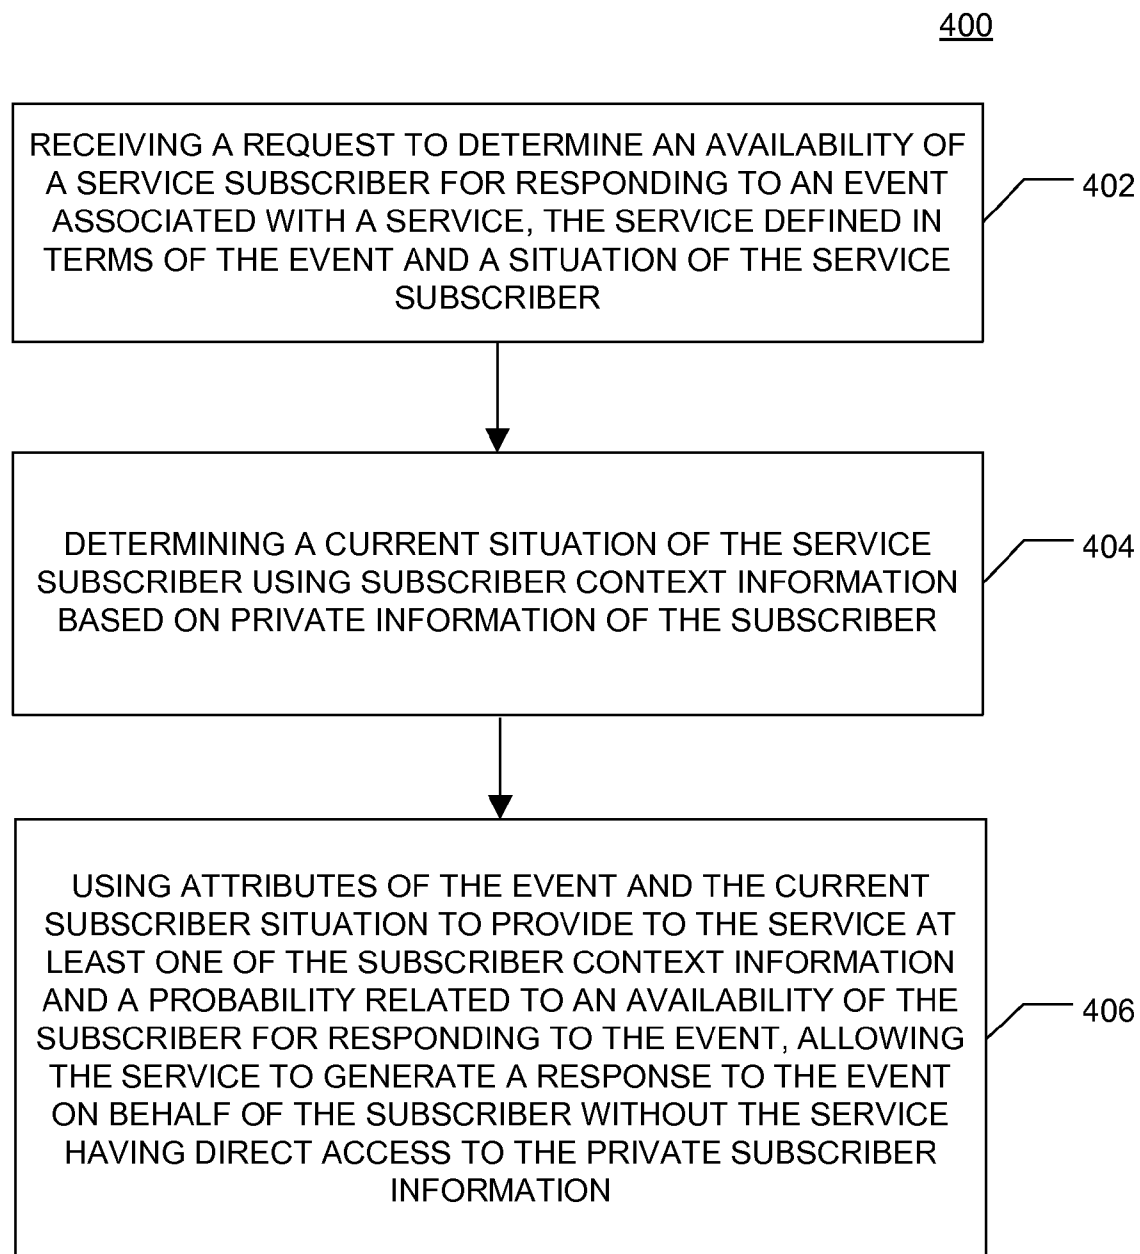 400
RECEIVING A REQUEST TO DETERMINE AN AVAILABILITY OF
A SERVICE SUBSCRIBER FOR RESPONDING TO AN EVENT
ASSOCIATED WITH A SERVICE, THE SERVICE DEFINED IN
TERMS OF THE EVENT AND A SITUATION OF THE SERVICE
SUBSCRIBER
402
DETERMINING A CURRENT SITUATION OF THE SERVICE
SUBSCRIBER USING SUBSCRIBER CONTEXT INFORMATION
BASED ON PRIVATE INFORMATION OF THE SUBSCRIBER
404
USING ATTRIBUTES OF THE EVENT AND THE CURRENT
SUBSCRIBER SITUATION TO PROVIDE TO THE SERVICE AT
LEAST ONE OF THE SUBSCRIBER CONTEXT INFORMATION
AND A PROBABILITY RELATED TO AN AVAILABILITY OF THE
SUBSCRIBER FOR RESPONDING TO THE EVENT, ALLOWING
THE SERVICE TO GENERATE A RESPONSE TO THE EVENT
ON BEHALF OF THE SUBSCRIBER WITHOUT THE SERVICE
HAVING DIRECT ACCESS TO THE PRIVATE SUBSCRIBER
INFORMATION
406